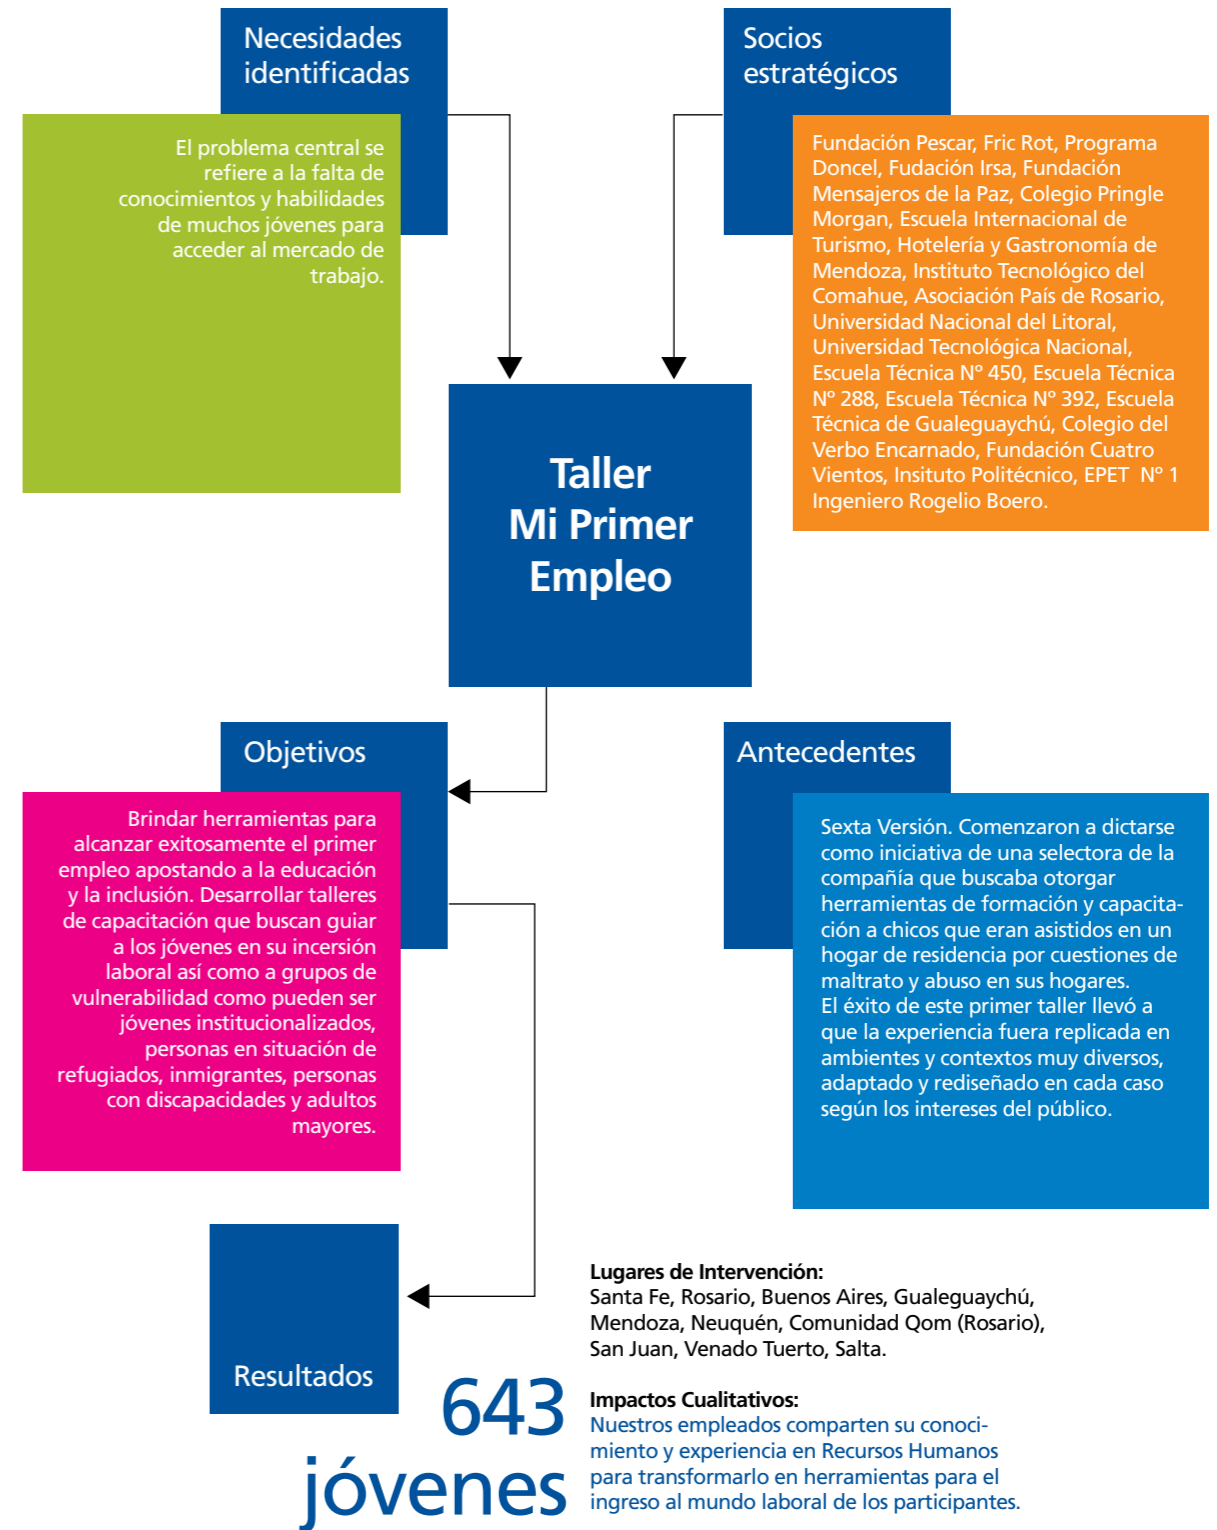 Necesidades
identificadas
El problema central se
refiere a la falta de
conocimientos y habilidades
de muchos jóvenes para
acceder al mercado de
trabajo.
Socios
estratégicos
Fundación Pescar, Fric Rot, Programa
Doncel, Fudación Irsa, Fundación
Mensajeros de la Paz, Colegio Pringle
Morgan, Escuela Internacional de
Turismo, Hotelería y Gastronomía de
Mendoza, Instituto Tecnológico del
Comahue, Asociación País de Rosario,
Universidad Nacional del Litoral,
Universidad Tecnológica Nacional,
Escuela Técnica Nº 450, Escuela Técnica
Nº 288, Escuela Técnica Nº 392, Escuela
Técnica de Gualeguaychú, Colegio del
Verbo Encarnado, Fundación Cuatro
Vientos, Insituto Politécnico, EPET Nº 1
Ingeniero Rogelio Boero.
Taller
Mi Primer
Empleo
Objetivos
Brindar herramientas para
alcanzar exitosamente el primer
empleo apostando a la educación
y la inclusión. Desarrollar talleres
de capacitación que buscan guiar
a los jóvenes en su incersión
laboral así como a grupos de
vulnerabilidad como pueden ser
jóvenes institucionalizados,
personas en situación de
refugiados, inmigrantes, personas
con discapacidades y adultos
mayores.
Antecedentes
Sexta Versión. Comenzaron a dictarse
como iniciativa de una selectora de la
compañía que buscaba otorgar
herramientas de formación y capacita-
ción a chicos que eran asistidos en un
hogar de residencia por cuestiones de
maltrato y abuso en sus hogares.
El éxito de este primer taller llevó a
que la experiencia fuera replicada en
ambientes y contextos muy diversos,
adaptado y rediseñado en cada caso
según los intereses del público.
Resultados
643
jóvenes
Lugares de Intervención:
Santa Fe, Rosario, Buenos Aires, Gualeguaychú,
Mendoza, Neuquén, Comunidad Qom (Rosario),
San Juan, Venado Tuerto, Salta.
Impactos Cualitativos:
Nuestros empleados comparten su conoci-
miento y experiencia en Recursos Humanos
para transformarlo en herramientas para el
ingreso al mundo laboral de los participantes.